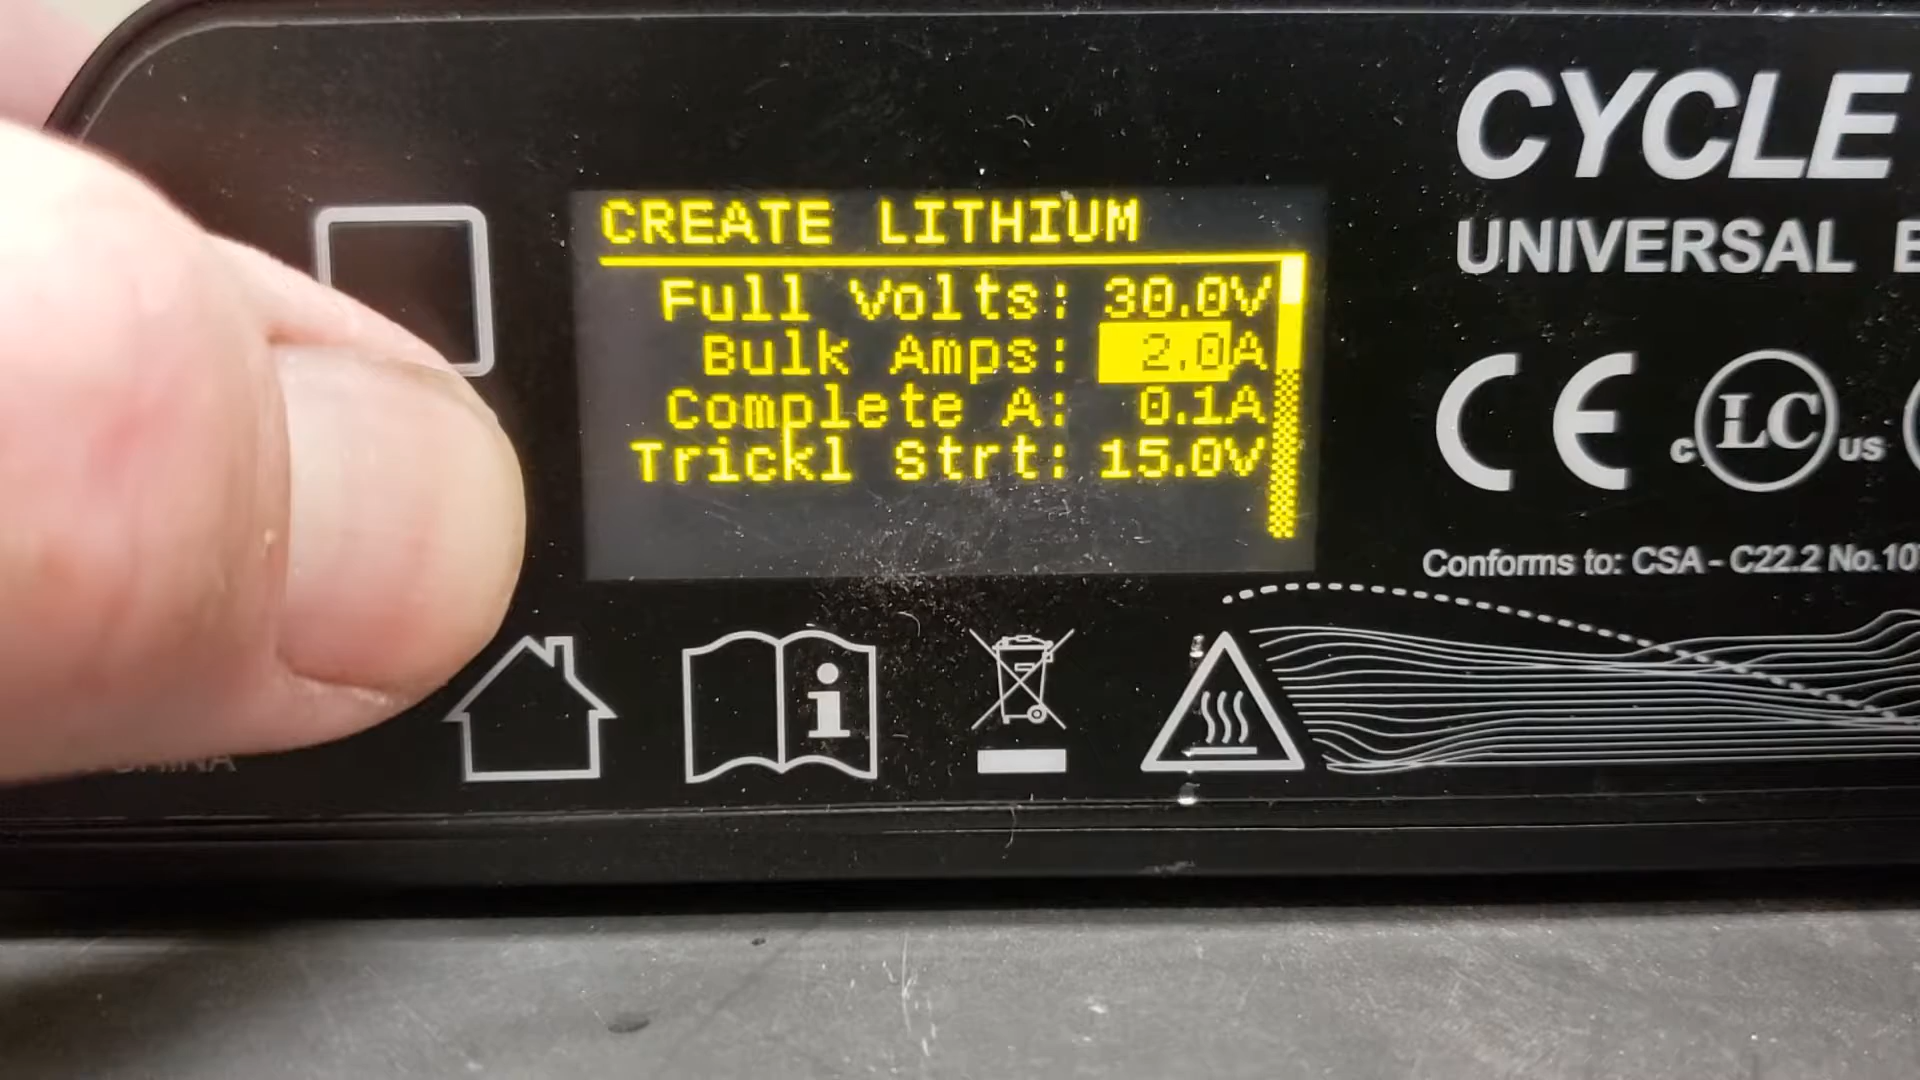 CREATE LITHIUM
Full Volts: 30.0V
Bulk Amps: 2.0A
Complete A: 0.1A
Trickl Strt: 15.0V
CYCLE
UNIVERSAL
CE
c LC us
Conforms to: CSA - C22.2 No.10
CHINA